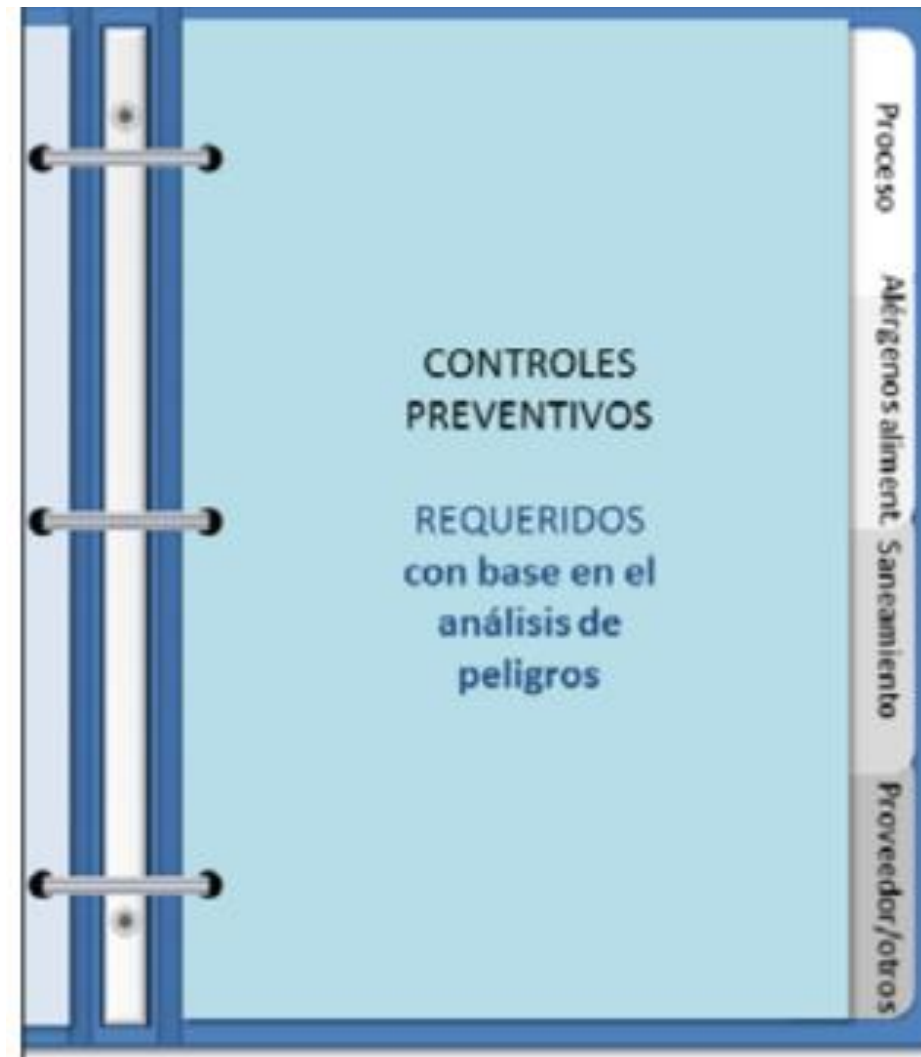 CONTROLES
PREVENTIVOS
REQUERIDOS
con base en el
análisis de
peligros
Proceso
Alérgenos aliment.
Saneamiento
Proveedor/otros